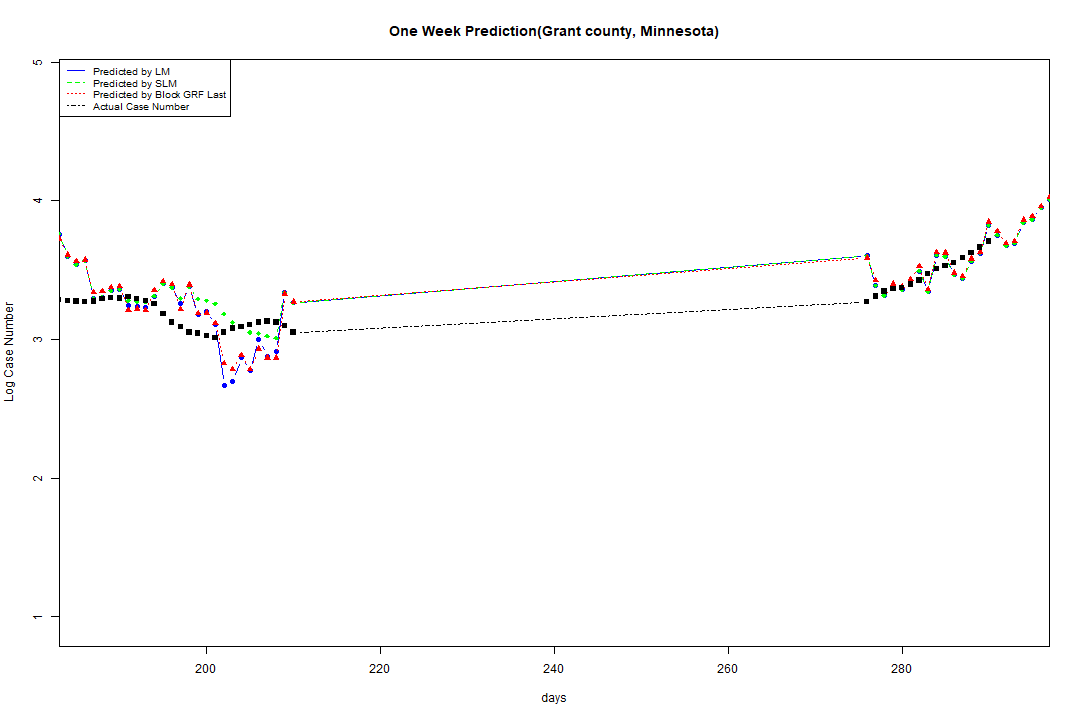 One Week Prediction(Grant county, Minnesota)
Predicted by LM
Predicted by SLM
Predicted by Block GRF Last
Actual Case Number
5
4
3
2
1
Log Case Number
200
220
240
260
280
days